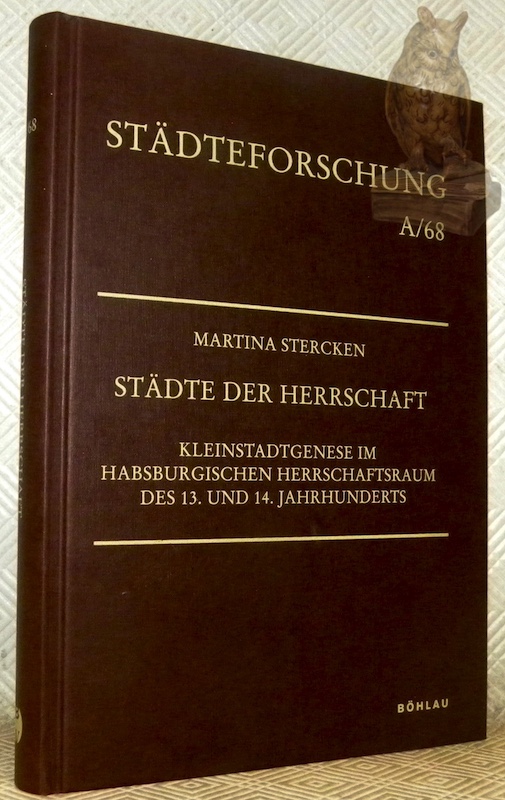 STÄDTEFORSCHUNG
A/68
MARTINA STERCKEN
STÄDTE DER HERRSCHAFT
KLEINSTADTGENESE IM
HABSBURGISCHEN HERRSCHAFTSRAUM
DES 13. UND 14. JAHRHUNDERTS
BÖHLAU